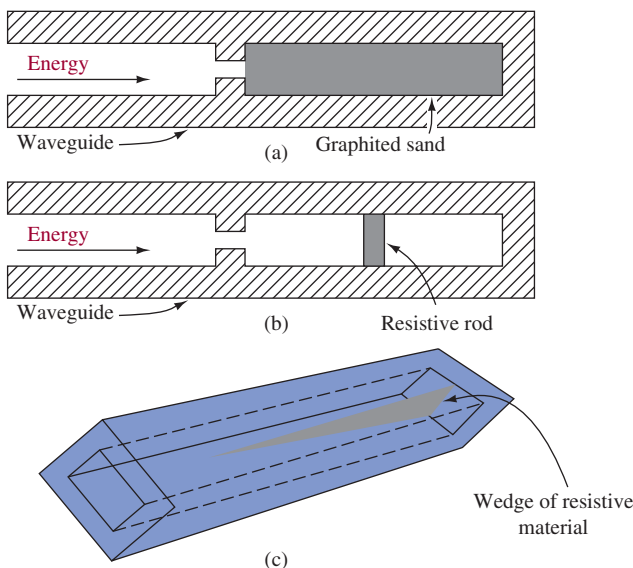 Energy
Waveguide
(a)
Graphited sand
Energy
Waveguide
(b)
Resistive rod
Wedge of resistive
material
(c)